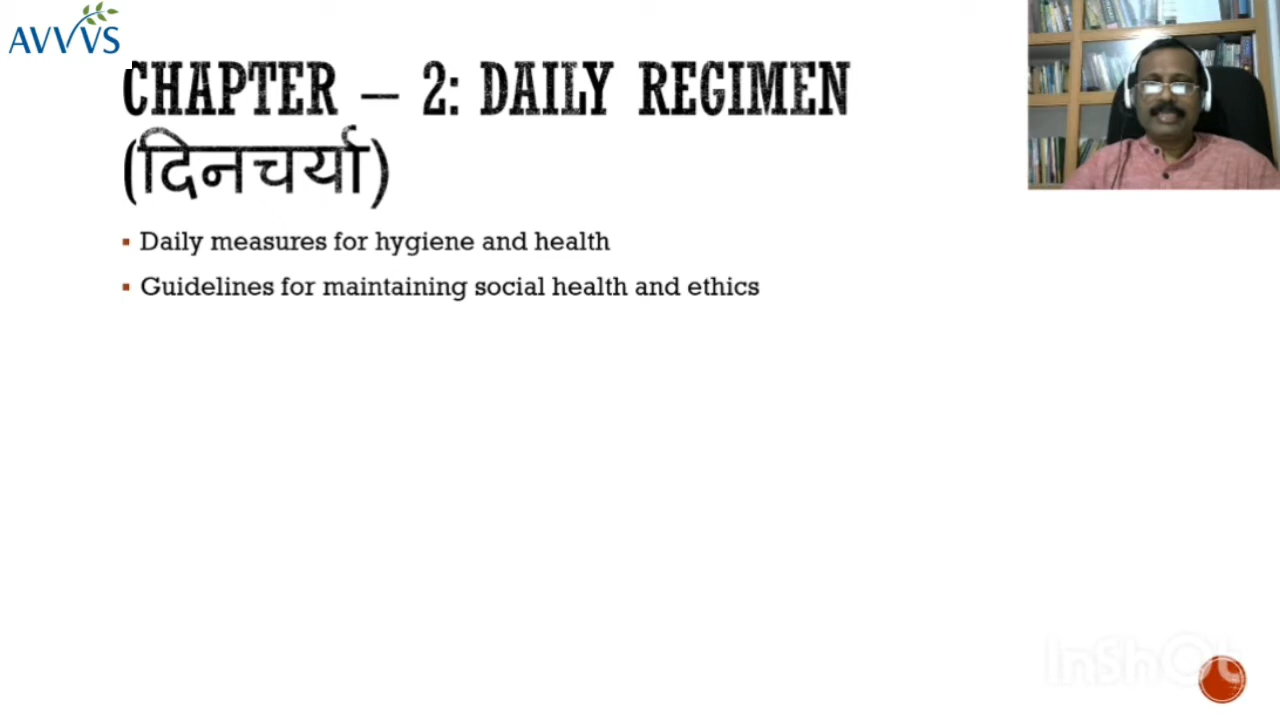 AVVVS
CHAPTER – 2: DAILY REGIMEN
(दिनचर्या)
Daily measures for hygiene and health
Guidelines for maintaining social health and ethics
InShOt